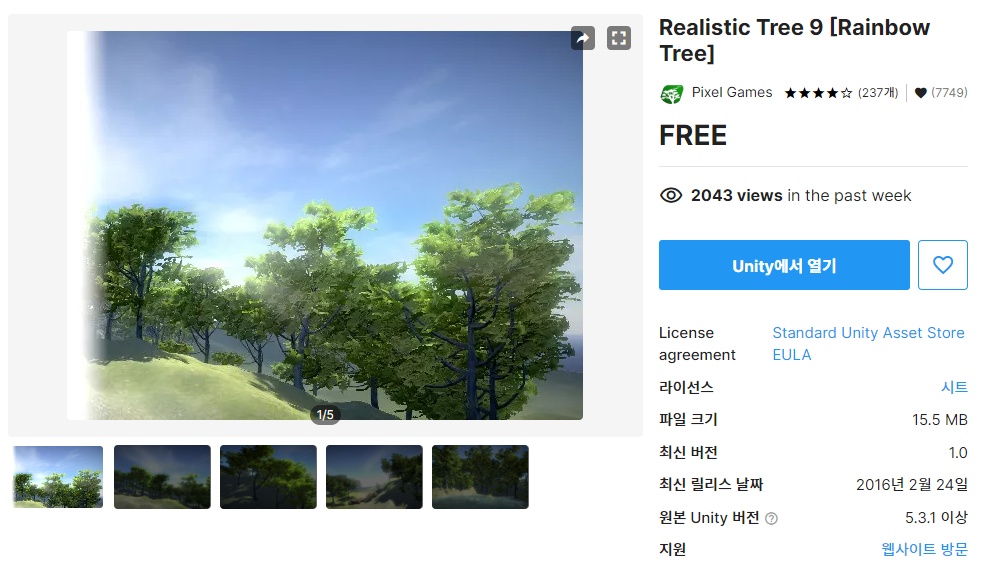 Realistic Tree 9 [Rainbow
Tree]
Pixel Games ★★★★☆ (237개) (7749)
FREE
2043 views in the past week
Unity에서 열기
License
agreement
Standard Unity Asset Store
EULA
라이선스 시트
파일 크기 15.5 MB
최신 버전 1.0
최신 릴리스 날짜 2016년 2월 24일
원본 Unity 버전 ? 5.3.1 이상
지원 웹사이트 방문
1/5